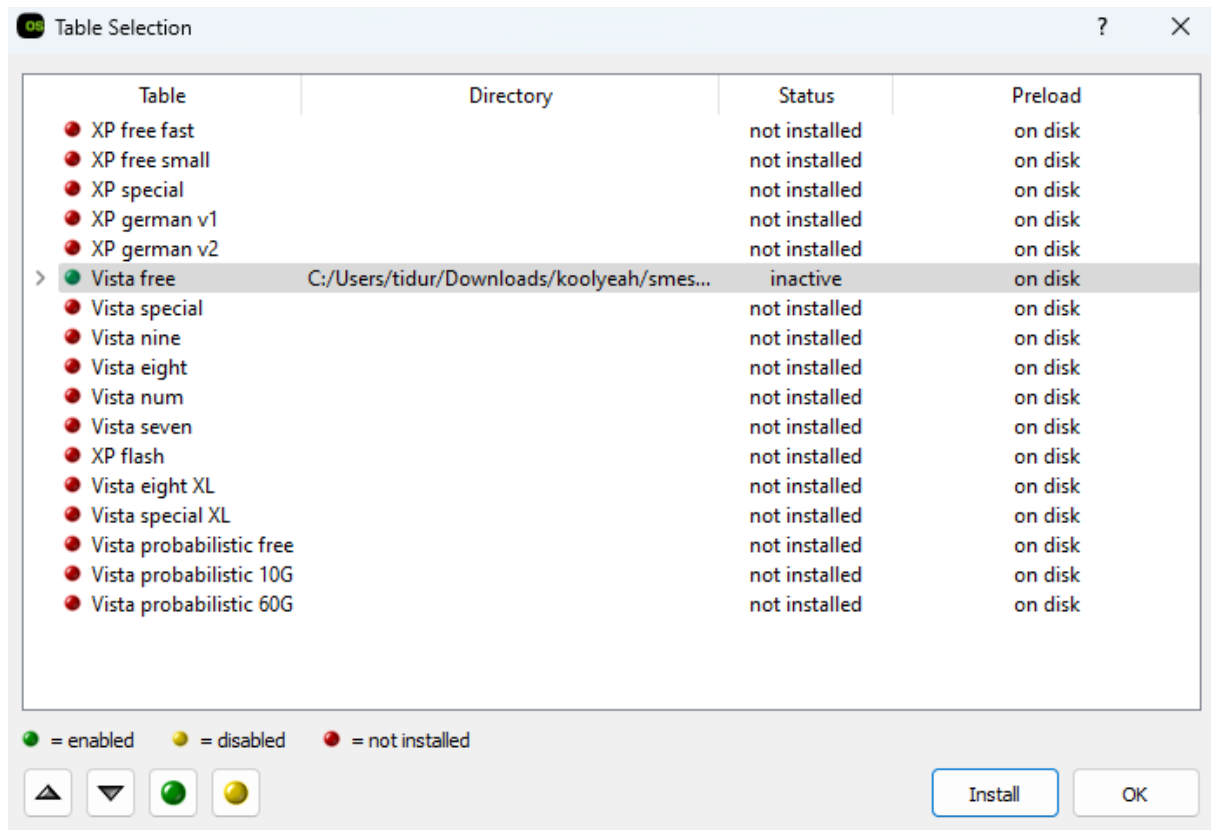 OS Table Selection ? ×
Table Directory Status Preload
XP free fast not installed on disk
XP free small not installed on disk
XP special not installed on disk
XP german v1 not installed on disk
XP german v2 not installed on disk
Vista free C:/Users/tidur/Downloads/koolyeah/smes... inactive on disk
Vista special not installed on disk
Vista nine not installed on disk
Vista eight not installed on disk
Vista num not installed on disk
Vista seven not installed on disk
XP flash not installed on disk
Vista eight XL not installed on disk
Vista special XL not installed on disk
Vista probabilistic free not installed on disk
Vista probabilistic 10G not installed on disk
Vista probabilistic 60G not installed on disk
= enabled = disabled = not installed
Install OK